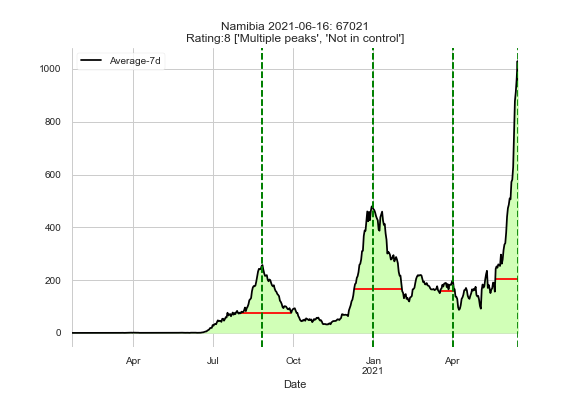 Namibia 2021-06-16: 67021
Rating:8 ['Multiple peaks', 'Not in control']
Average-7d
1000
800
600
400
200
0
Apr Jul Oct Jan Apr
2021
Date